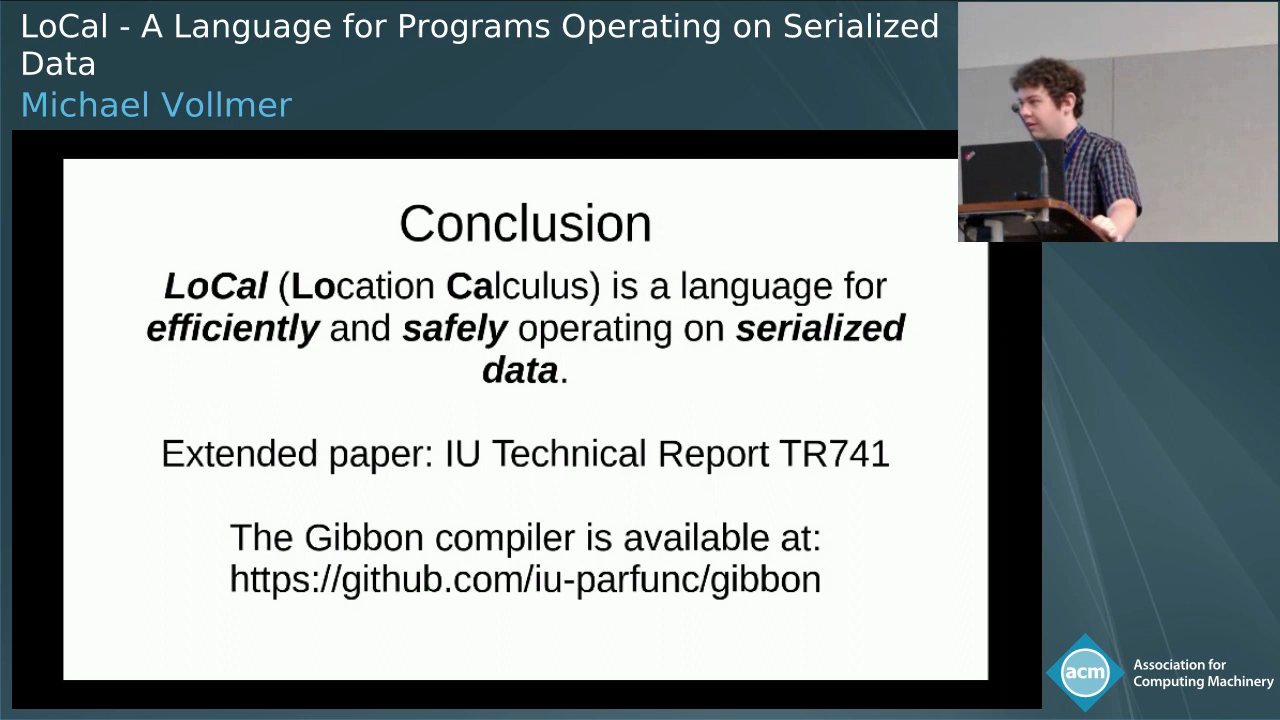 LoCal - A Language for Programs Operating on Serialized
Data
Michael Vollmer
Conclusion
LoCal (Location Calculus) is a language for
efficiently and safely operating on serialized
data.
Extended paper: IU Technical Report TR741
The Gibbon compiler is available at:
https://github.com/iu-parfunc/gibbon
acm
Association for
Computing Machinery